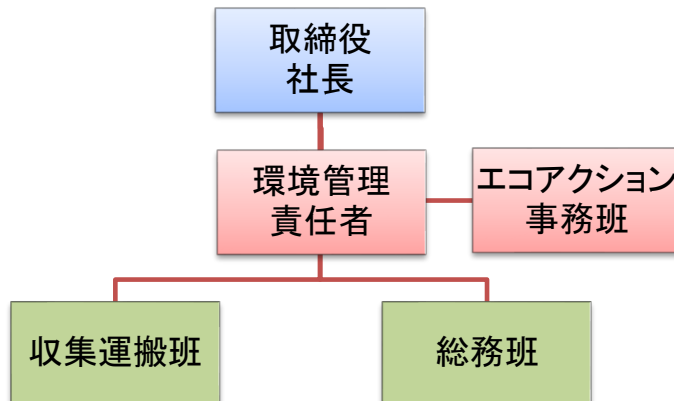 取締役
社長
環境管理
責任者
エコアクション
事務班
収集運搬班
総務班